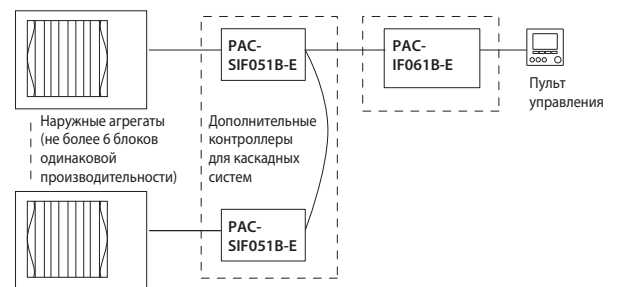 PAC-
SIF051B-E
PAC-
IF061B-E
Пульт
управления
Наружные агрегаты
(не более 6 блоков
одинаковой
производительности)
Дополнительные
контроллеры
для каскадных
систем
PAC-
SIF051B-E